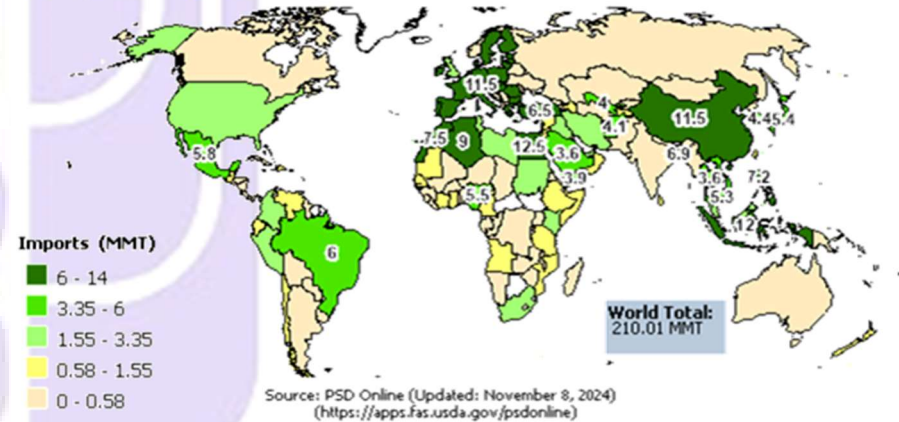 11.5
6.5
4
4.1
11.5
4.4
5.4
7.5
9
12.5
3.6
3.9
6.9
5.8
5.5
3.6
5.3
7.2
12
6
Imports (MMT)
6 - 14
3.35 - 6
1.55 - 3.35
0.58 - 1.55
0 - 0.58
World Total:
210.01 MMT
Source: PSD Online (Updated: November 8, 2024)
(https://apps.fas.usda.gov/psdonline)